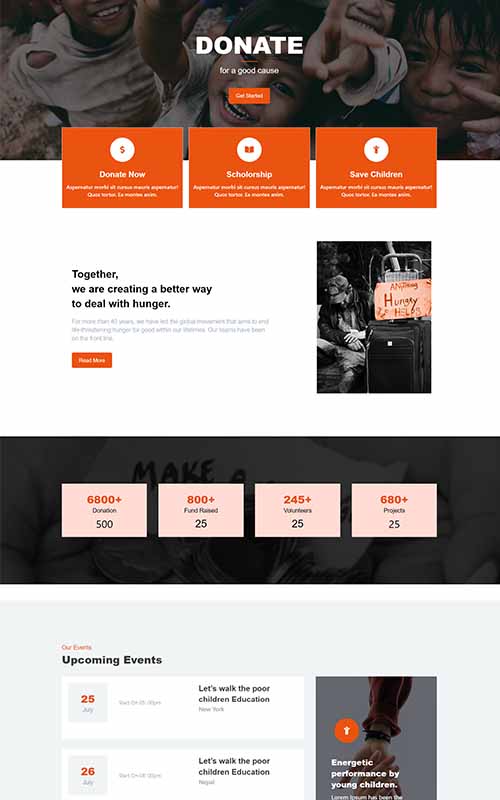 DONATE
for a good cause
Get Started
Donate Now
Aspernatur morbi sit cursus mauris aspernatur!
Quos tortor. Ea montes anim.
Scholorship
Aspernatur morbi sit cursus mauris aspernatur!
Quos tortor. Ea montes anim.
Save Children
Aspernatur morbi sit cursus mauris aspernatur!
Quos tortor. Ea montes anim.
Together,
we are creating a better way
to deal with hunger.
For more than 40 years, we have led the global movement that aims to end
life-threatening hunger for good within our lifetimes. Our teams have been
on the front line.
Read More
ANYthing
Hungry
HELPS
MAKE
6800+
Donation
500
800+
Fund Raised
25
245+
Volunteers
25
680+
Projects
25
Our Events
Upcoming Events
25
July
Start On 05 :00pm
Let's walk the poor
children Education
New York
26
July
Start On 08 :00pm
Let's walk the poor
children Education
Nepal
Energetic
performance by
young children.
Lorem Ipsum has been the